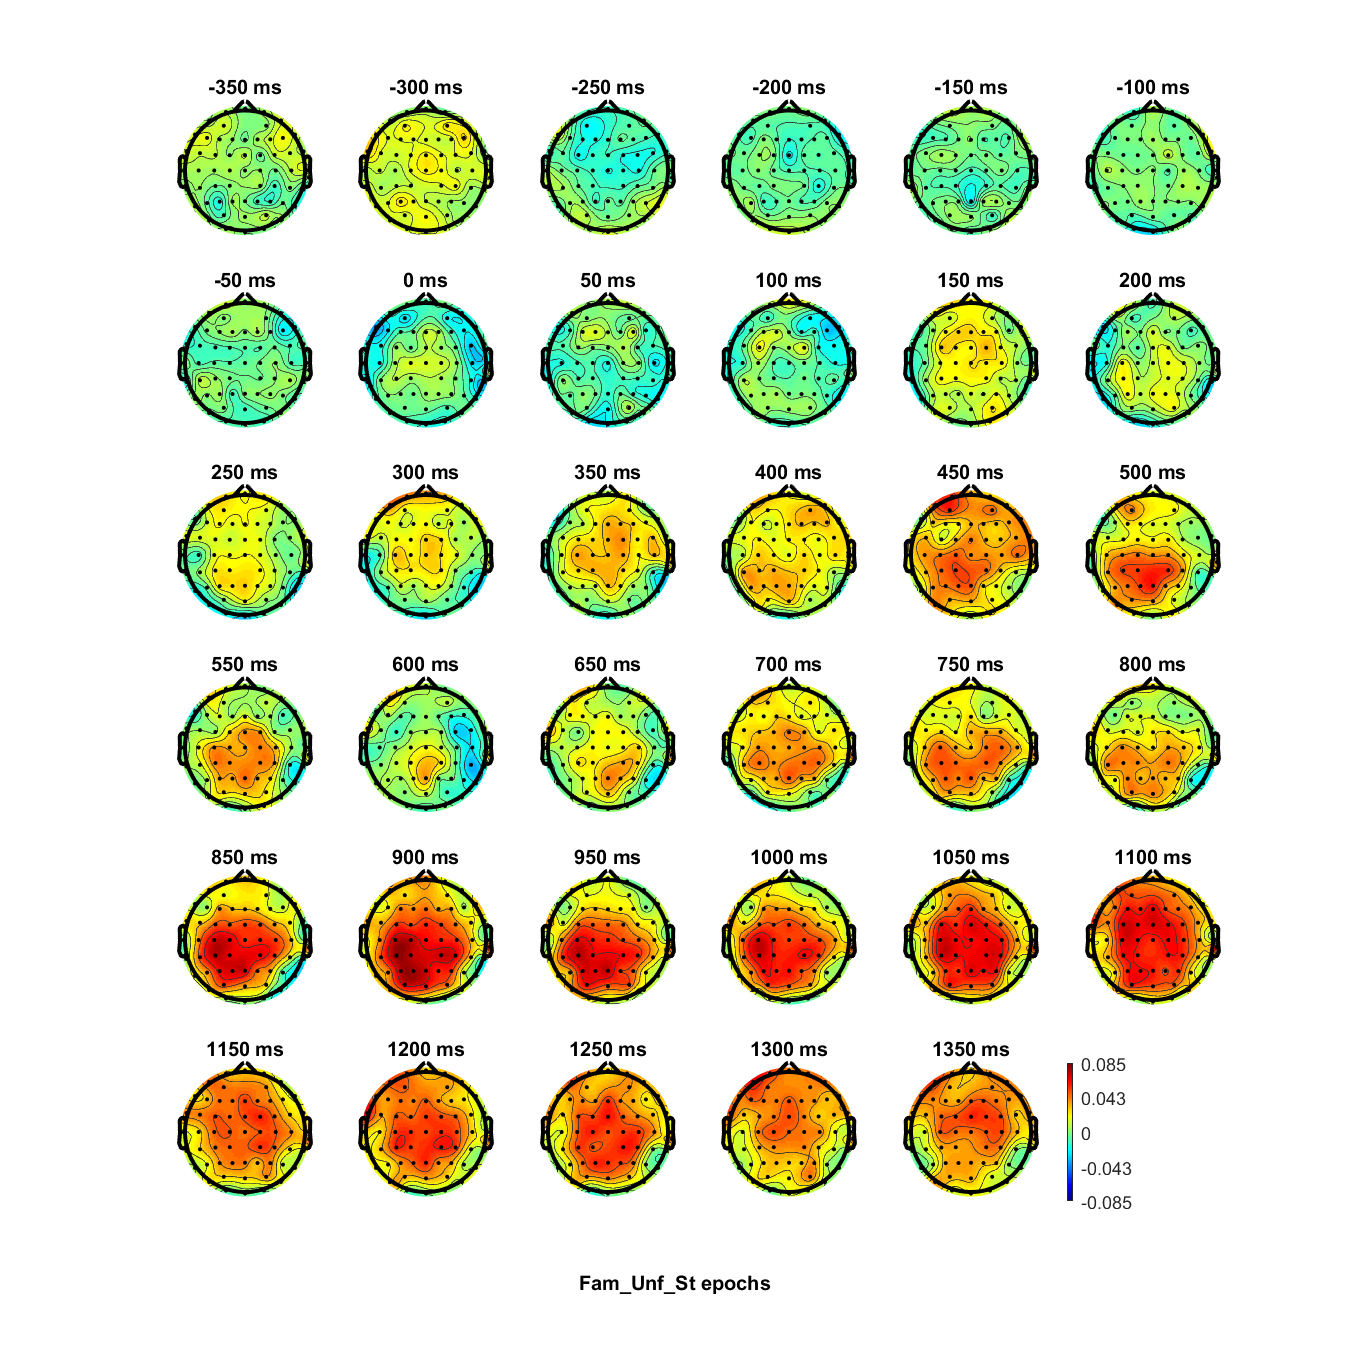 -350 ms -300 ms -250 ms -200 ms -150 ms -100 ms
-50 ms 0 ms 50 ms 100 ms 150 ms 200 ms
250 ms 300 ms 350 ms 400 ms 450 ms 500 ms
550 ms 600 ms 650 ms 700 ms 750 ms 800 ms
850 ms 900 ms 950 ms 1000 ms 1050 ms 1100 ms
1150 ms 1200 ms 1250 ms 1300 ms 1350 ms
0.085
0.043
0
-0.043
-0.085
Fam_Unf_St epochs